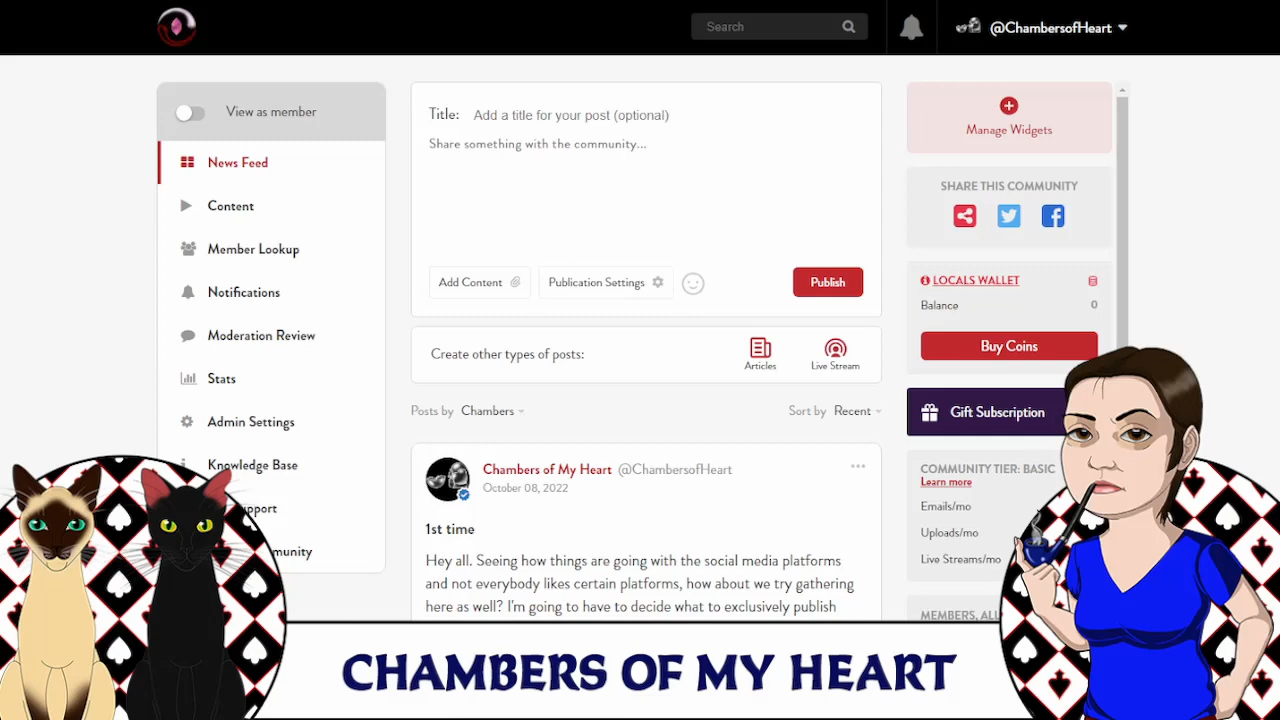 Search
@ChambersofHeart
View as member
News Feed
Content
Member Lookup
Notifications
Moderation Review
Stats
Admin Settings
Knowledge Base
pport
munity
Title: Add a title for your post (optional)
Share something with the community...
Add Content
Publication Settings
Publish
Create other types of posts:
Articles
Live Stream
Posts by Chambers
Sort by Recent
Chambers of My Heart @ChambersofHeart
October 08, 2022
1st time
Hey all. Seeing how things are going with the social media platforms
and not everybody likes certain platforms, how about we try gathering
here as well? I'm going to have to decide what to exclusively publish
Manage Widgets
SHARE THIS COMMUNITY
LOCALS WALLET
Balance 0
Buy Coins
Gift Subscription
COMMUNITY TIER: BASIC
Learn more
Emails/mo
Uploads/mo
Live Streams/mo
MEMBERS, ALL
CHAMBERS OF MY HEART